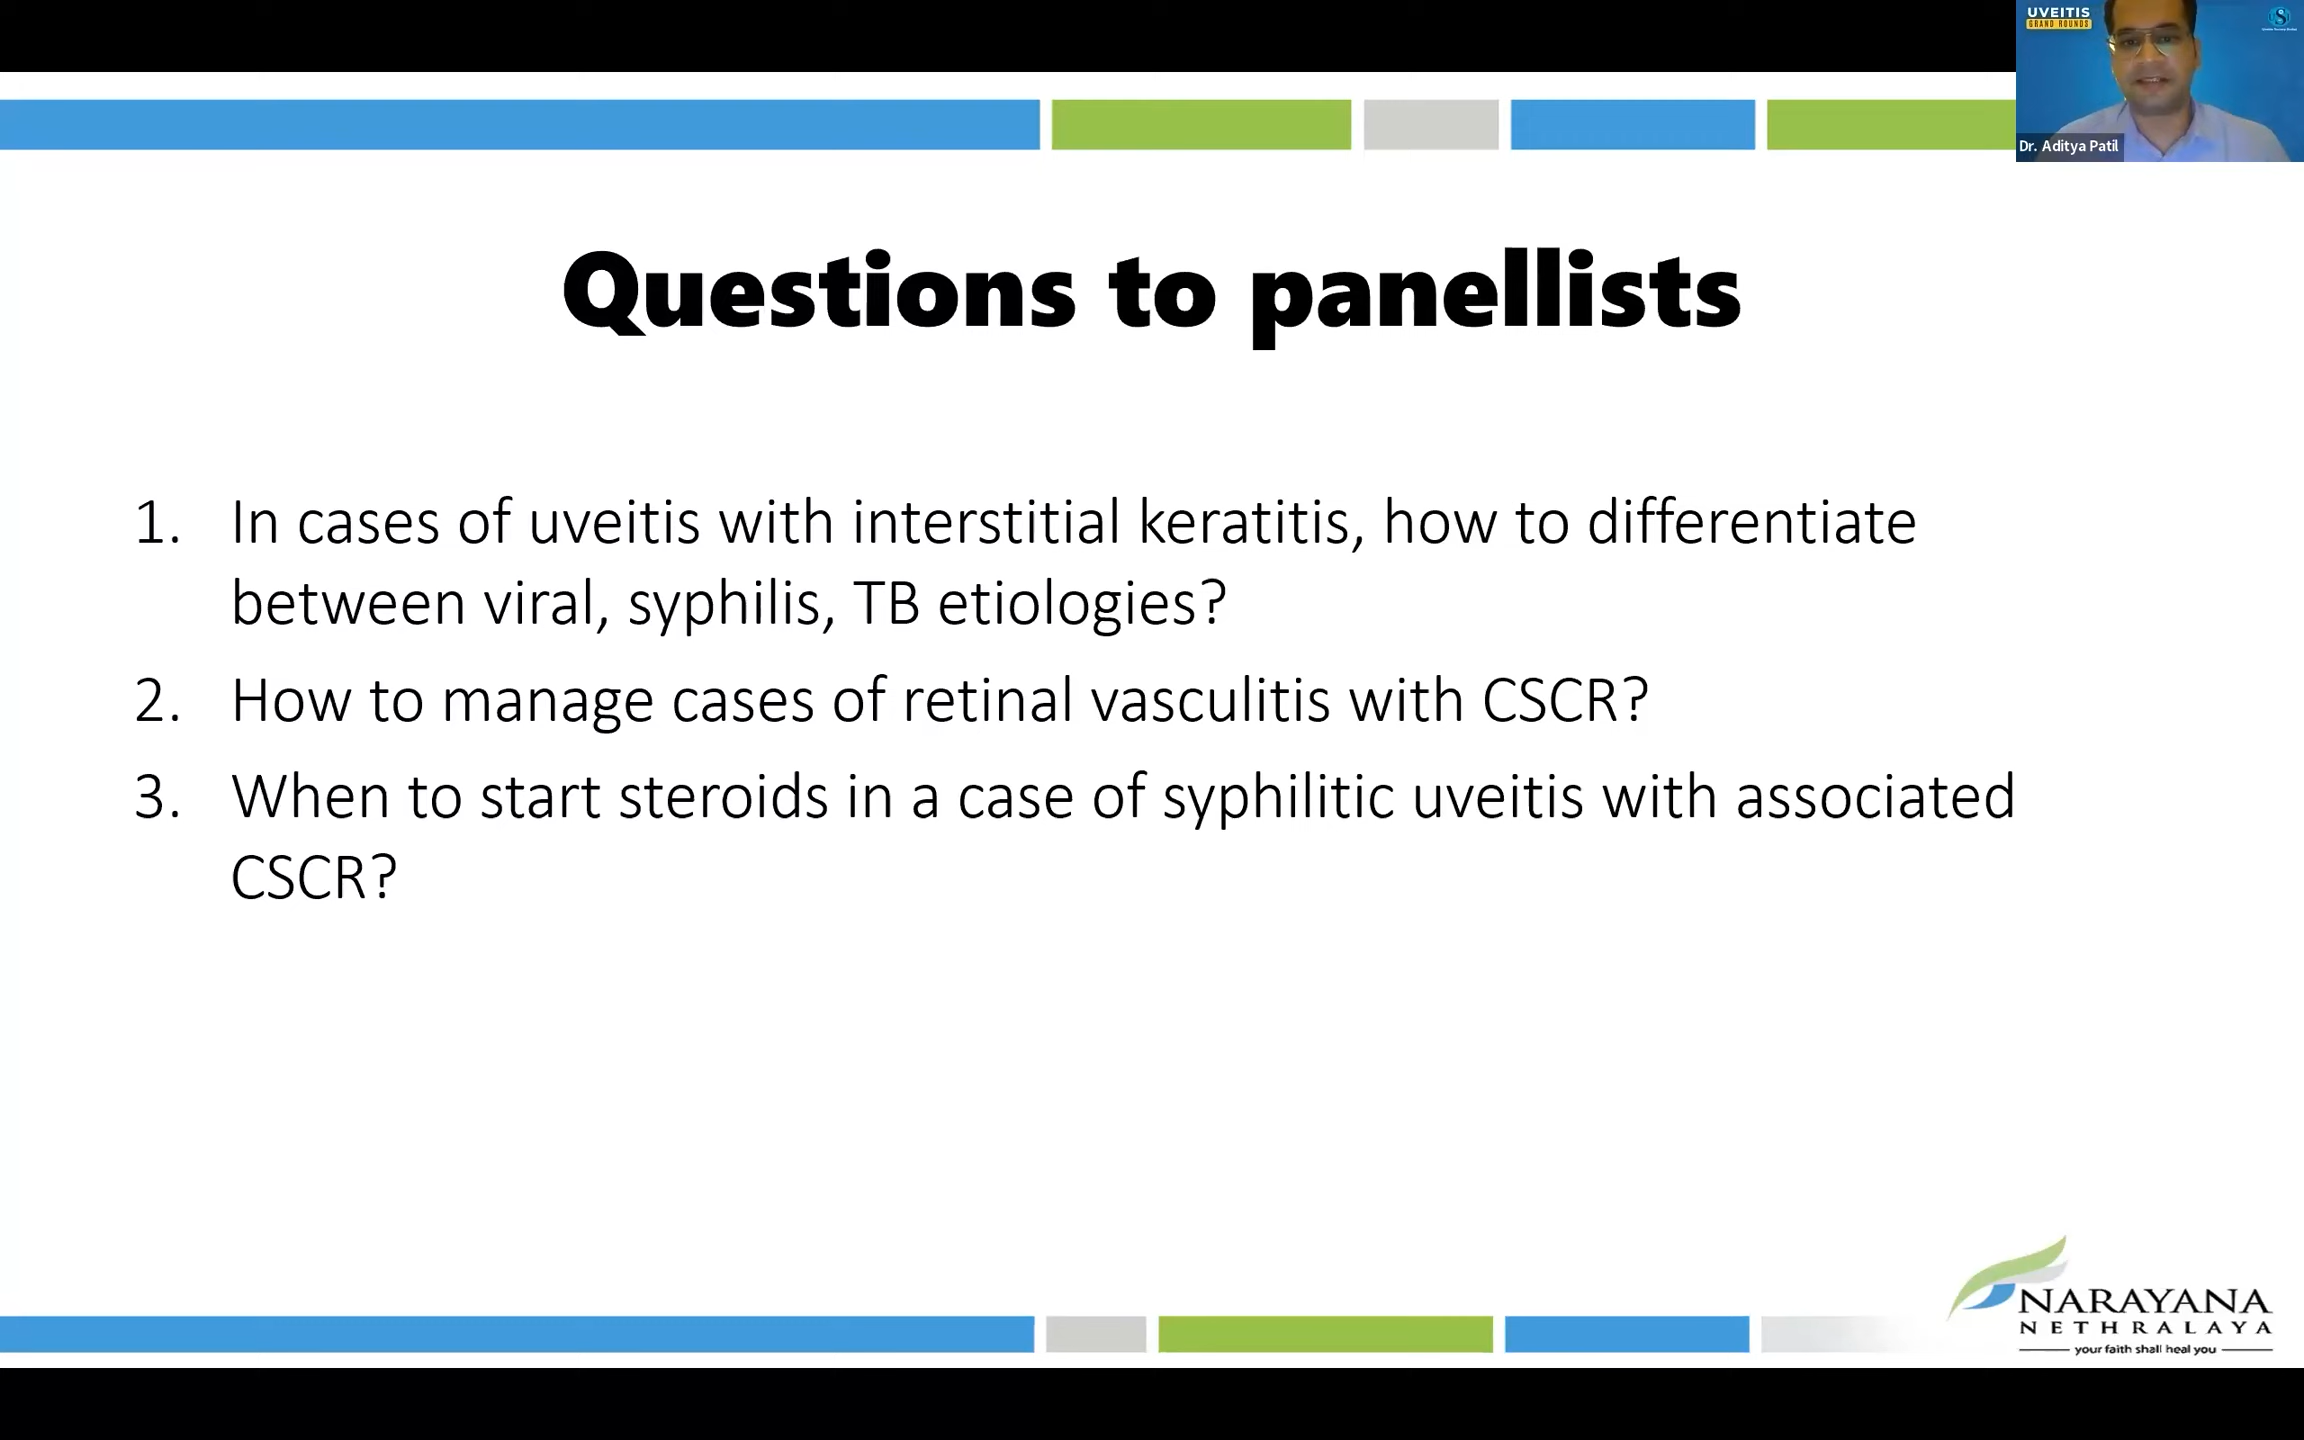 UVEITIS
GRAND ROUNDS
Dr. Aditya Patil
Questions to panellists
1. In cases of uveitis with interstitial keratitis, how to differentiate
between viral, syphilis, TB etiologies?
2. How to manage cases of retinal vasculitis with CSCR?
3. When to start steroids in a case of syphilitic uveitis with associated
CSCR?
NARAYANA
NETHRALAYA
your faith shall heal you